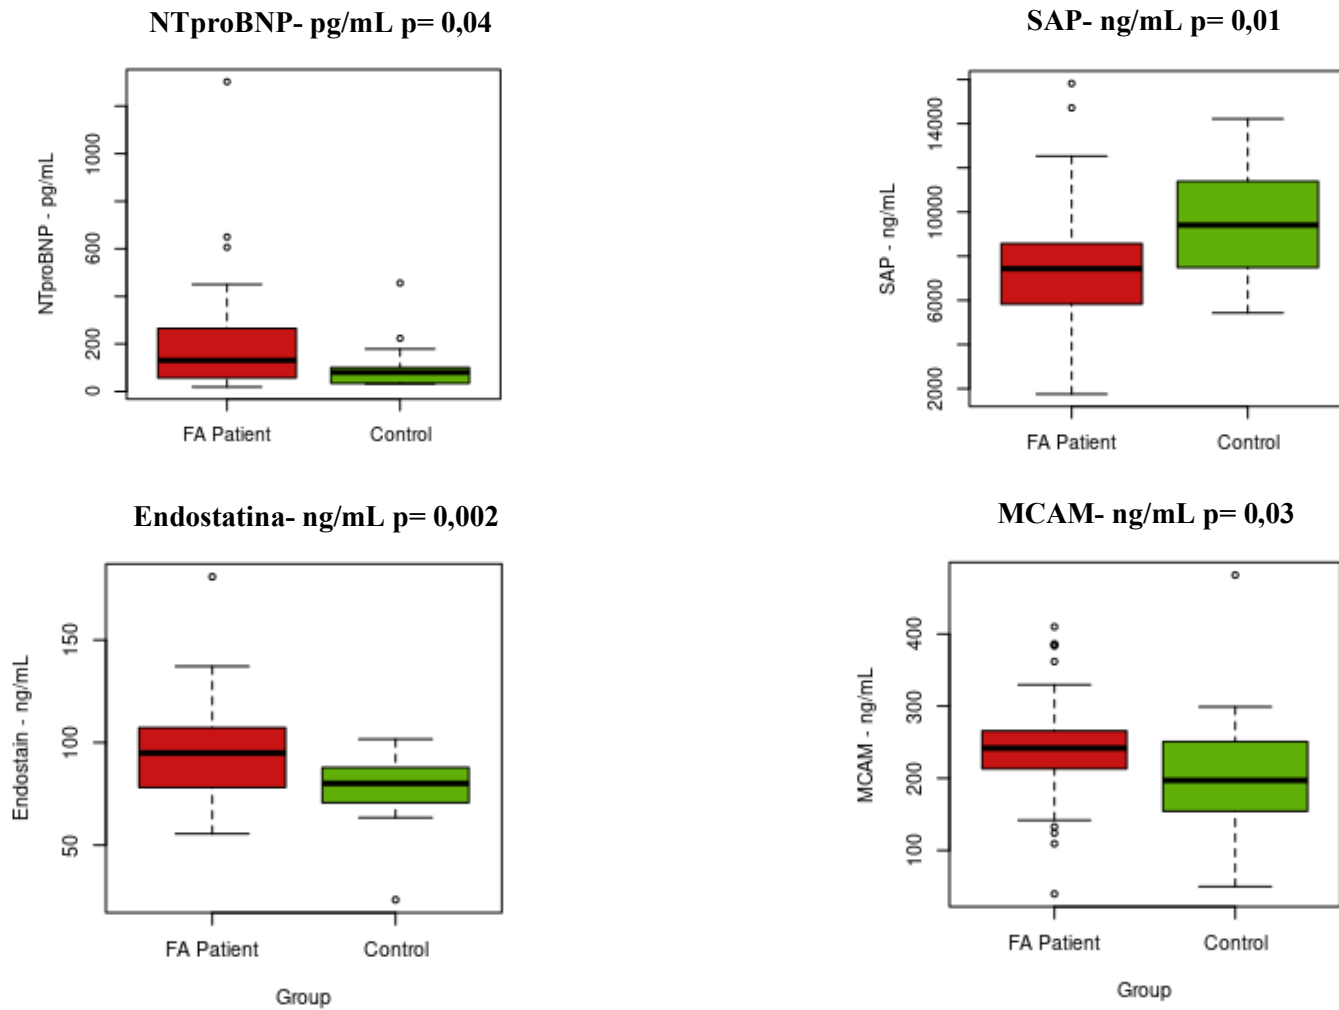 NTproBNP- pg/mL p= 0,04
NTproBNP - pg/mL
1000
600
200
0
FA Patient Control
SAP- ng/mL p= 0,01
SAP - ng/mL
14000
10000
6000
2000
FA Patient Control
Endostatina- ng/mL p= 0,002
Endostain - ng/mL
150
100
50
FA Patient Control
Group
MCAM- ng/mL p= 0,03
MCAM - ng/mL
400
300
200
100
FA Patient Control
Group